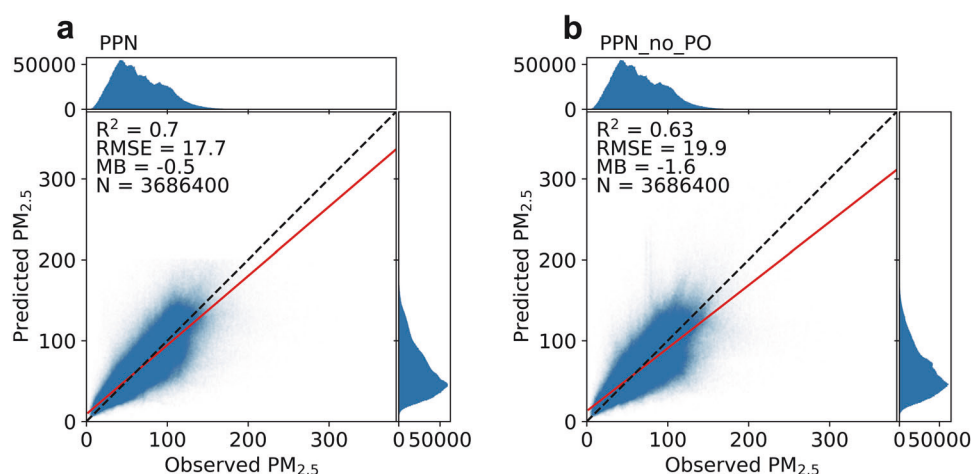 a
PPN
50000
0
R² = 0.7
RMSE = 17.7
MB = -0.5
N = 3686400
300
200
100
0
Predicted PM₂.₅
0
100
200
300
0 50000
Observed PM₂.₅
b
PPN_no_PO
50000
0
R² = 0.63
RMSE = 19.9
MB = -1.6
N = 3686400
300
200
100
0
Predicted PM₂.₅
0
100
200
300
0 50000
Observed PM₂.₅